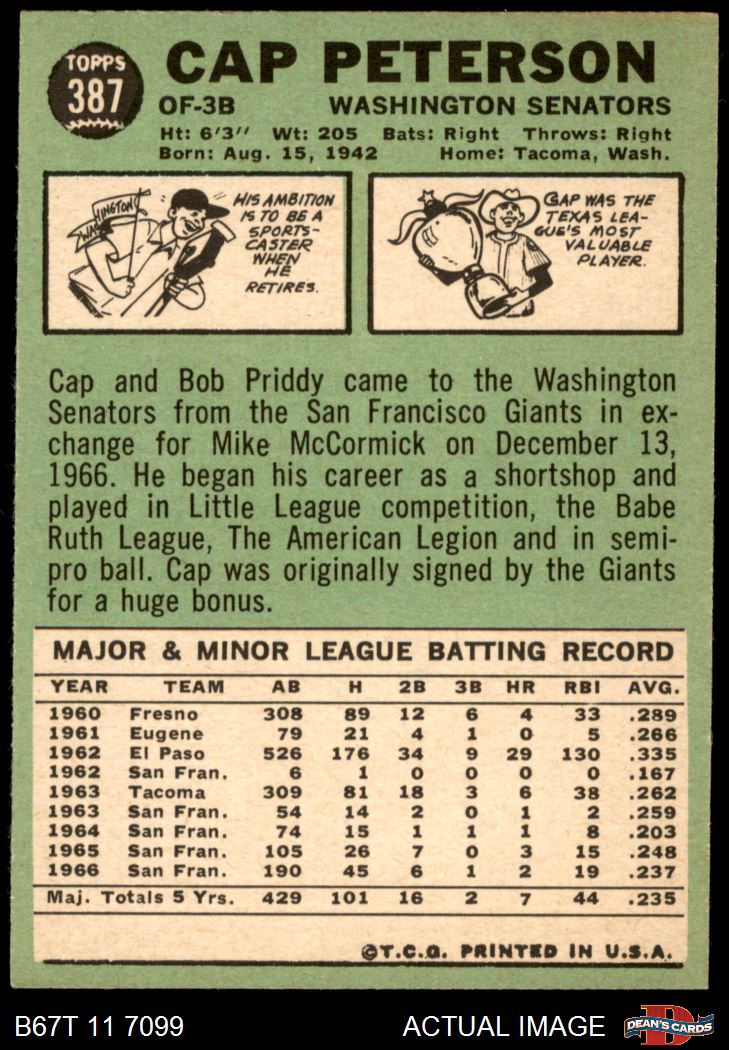 TOPPS
387
CAP PETERSON
OF-3B WASHINGTON SENATORS
Ht: 6'3" Wt: 205 Bats: Right Throws: Right
Born: Aug. 15, 1942 Home: Tacoma, Wash.
WASHINGTON
HIS AMBITION
IS TO BE A
SPORTS-
CASTER
WHEN
HE
RETIRES.
CAP WAS THE
TEXAS LEA-
GUE'S MOST
VALUABLE
PLAYER.
Cap and Bob Priddy came to the Washington
Senators from the San Francisco Giants in ex-
change for Mike McCormick on December 13,
1966. He began his career as a shortshop and
played in Little League competition, the Babe
Ruth League, The American Legion and in semi-
pro ball. Cap was originally signed by the Giants
for a huge bonus.
MAJOR & MINOR LEAGUE BATTING RECORD
YEAR TEAM AB H 2B 3B HR RBI AVG.
1960 Fresno 308 89 12 6 4 33 .289
1961 Eugene 79 21 4 1 0 5 .266
1962 El Paso 526 176 34 9 29 130 .335
1962 San Fran. 6 1 0 0 0 0 .167
1963 Tacoma 309 81 18 3 6 38 .262
1963 San Fran. 54 14 2 0 1 2 .259
1964 San Fran. 74 15 1 1 1 8 .203
1965 San Fran. 105 26 7 0 3 15 .248
1966 San Fran. 190 45 6 1 2 19 .237
Maj. Totals 5 Yrs. 429 101 16 2 7 44 .235
©T.C.G. PRINTED IN U.S.A.
B67T 11 7099 ACTUAL IMAGE
D
DEAN'S CARDS